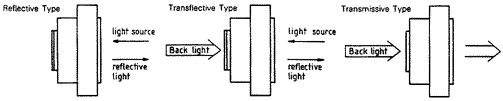 Reflective Type
Transflective Type
Transmissive Type
light source
reflective
light
Back light
light source
reflective
light
Back light